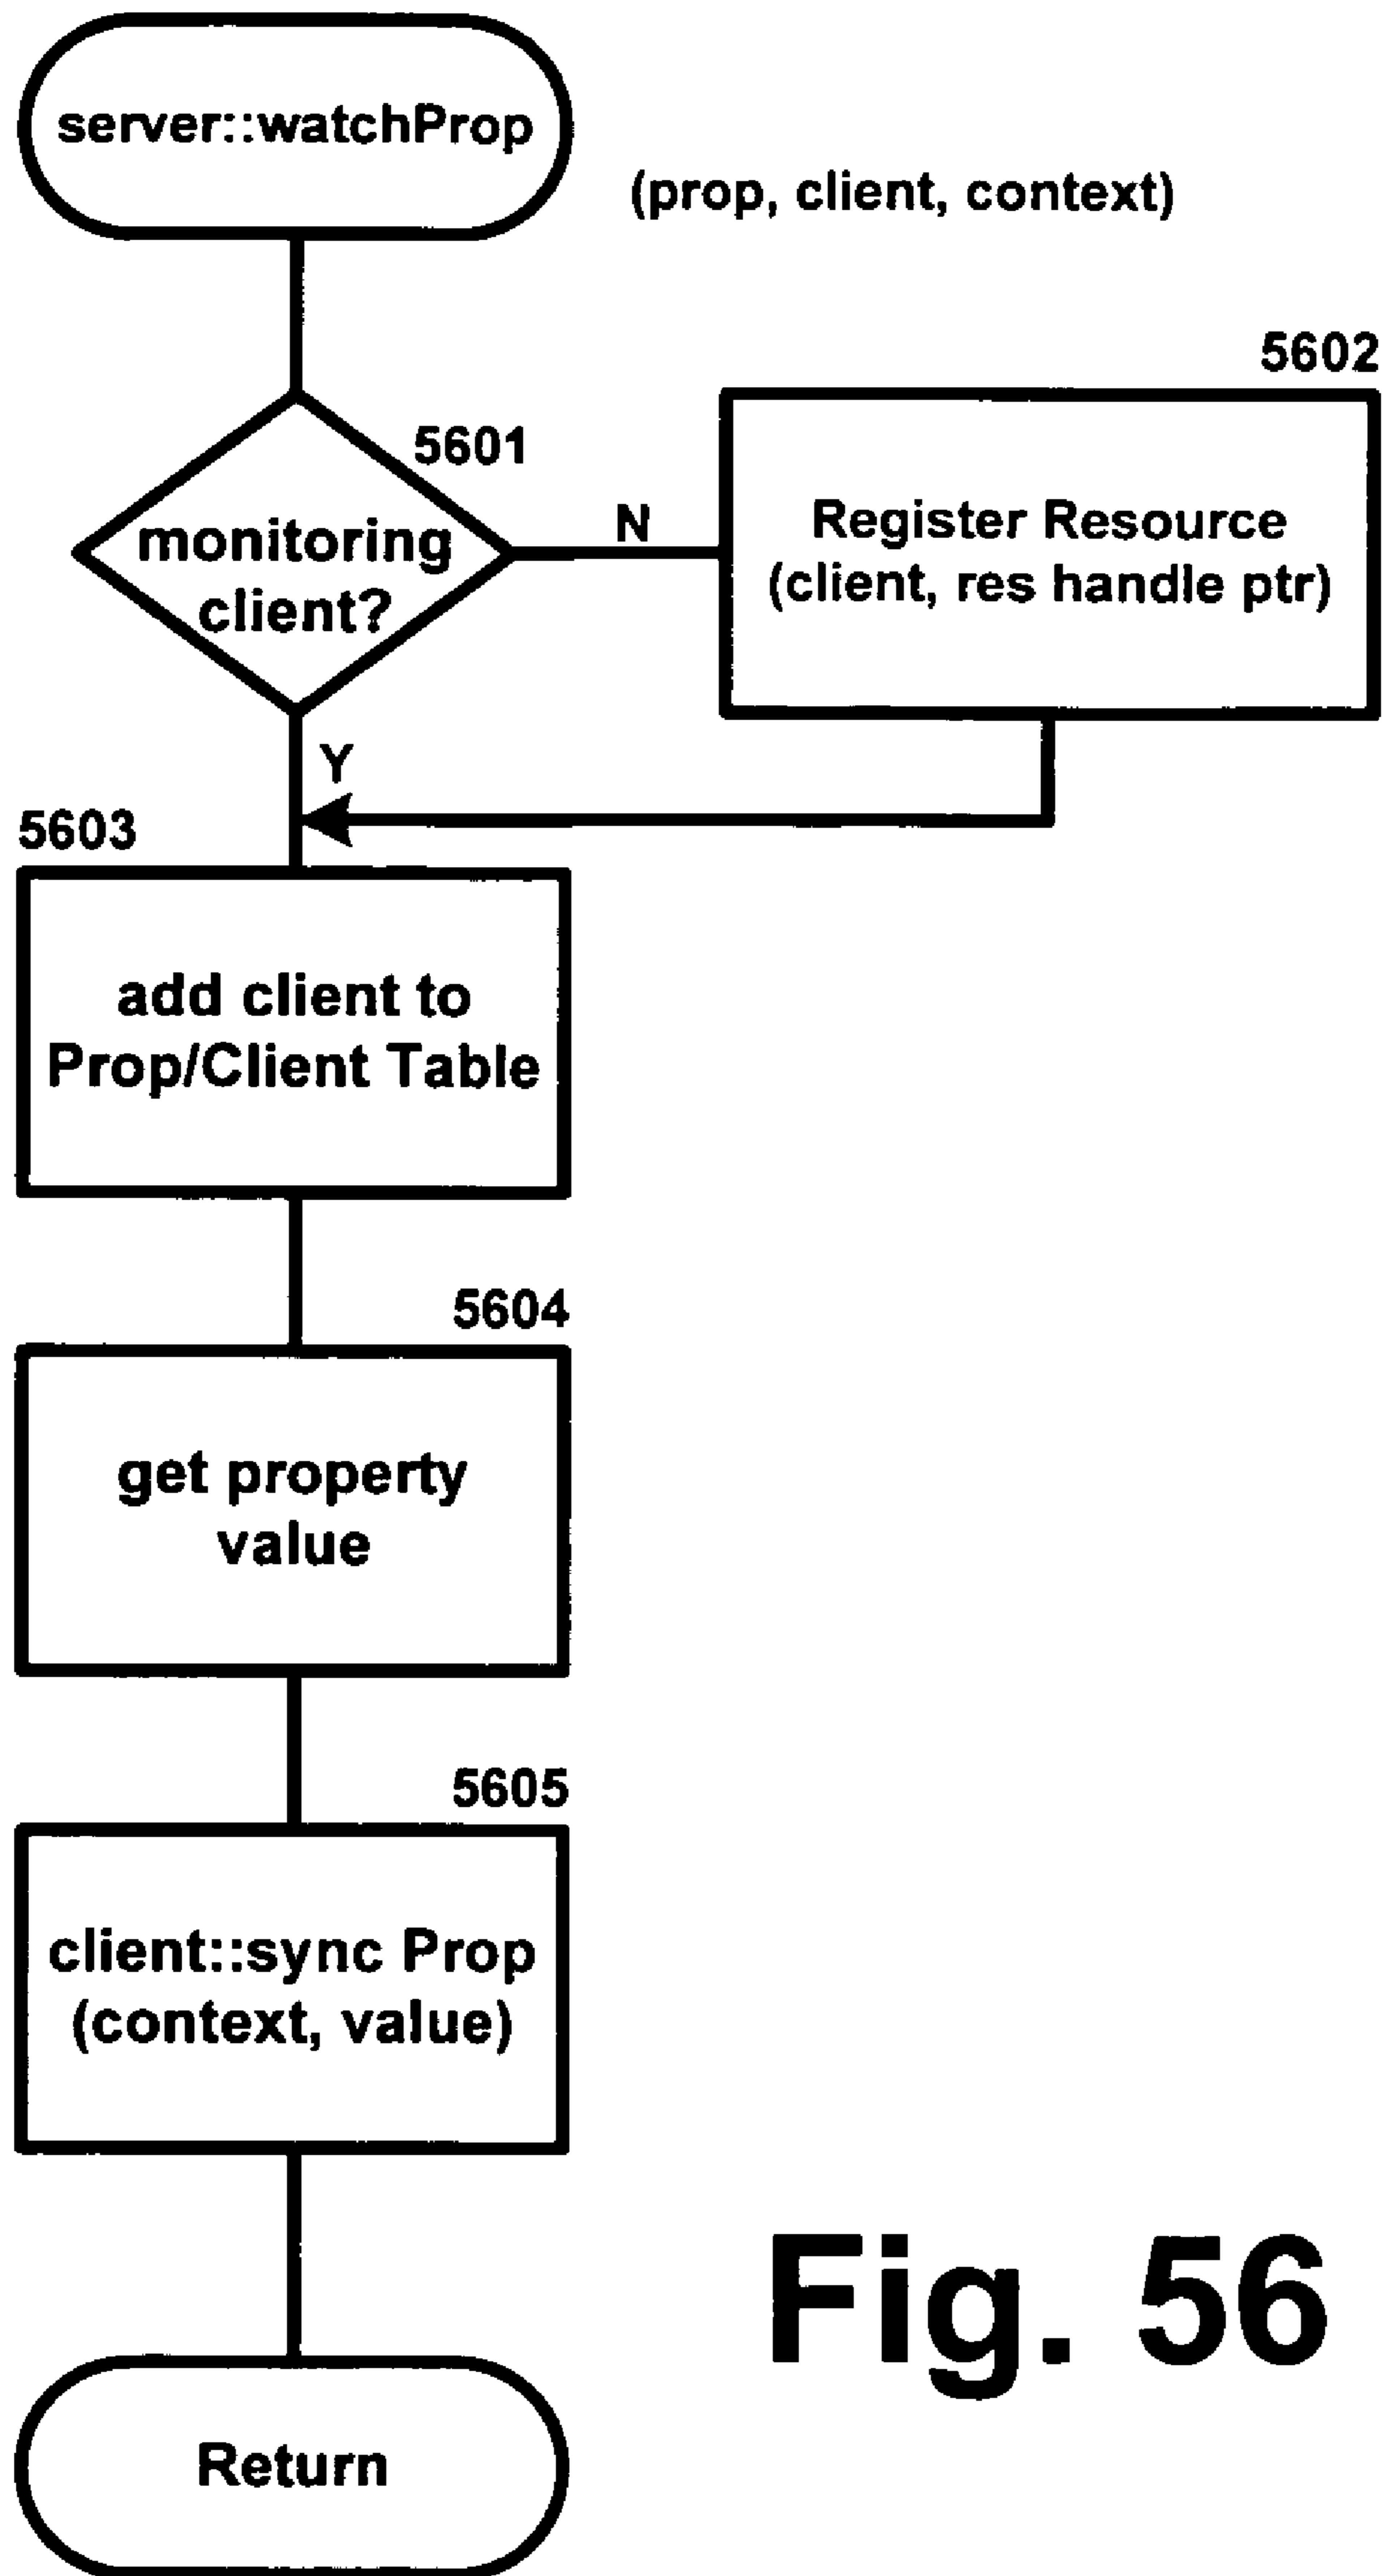 server::watchProp
(prop, client, context)
5601
monitoring
client?
N
5602
Register Resource
(client, res handle ptr)
Y
5603
add client to
Prop/Client Table
5604
get property
value
5605
client::sync Prop
(context, value)
Return
Fig. 56